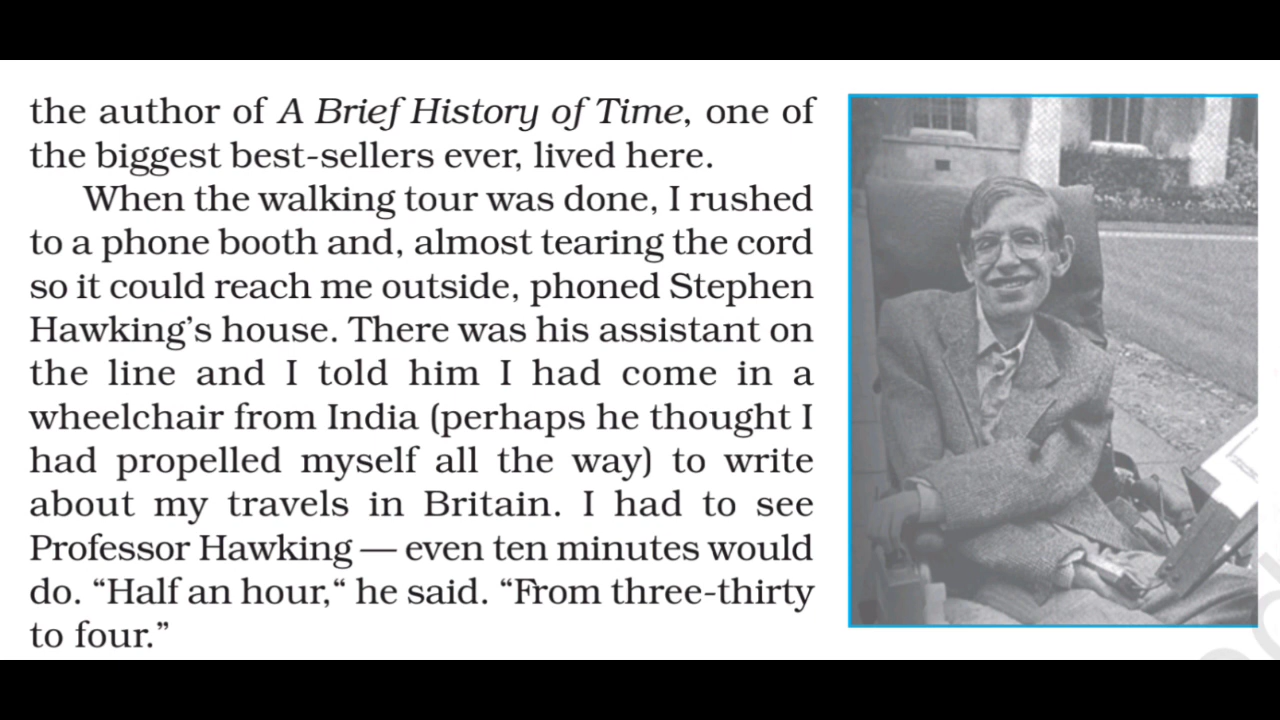 the author of A Brief History of Time, one of
the biggest best-sellers ever, lived here.
When the walking tour was done, I rushed
to a phone booth and, almost tearing the cord
so it could reach me outside, phoned Stephen
Hawking’s house. There was his assistant on
the line and I told him I had come in a
wheelchair from India (perhaps he thought I
had propelled myself all the way) to write
about my travels in Britain. I had to see
Professor Hawking — even ten minutes would
do. “Half an hour,“ he said. “From three-thirty
to four.”